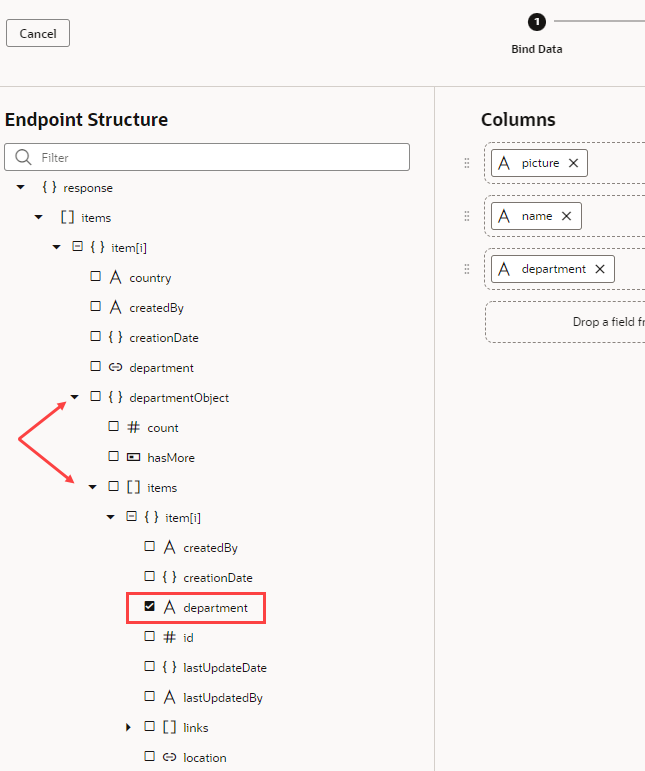 Cancel
1
Bind Data
Endpoint Structure
Filter
{ } response
[ ] items
{ } item[i]
A country
A createdBy
{ } creationDate
department
{ } departmentObject
# count
hasMore
[ ] items
{ } item[i]
A createdBy
{ } creationDate
A department
# id
{ } lastUpdateDate
A lastUpdatedBy
[ ] links
location
Columns
A picture ✕
A name ✕
A department ✕
Drop a field fr